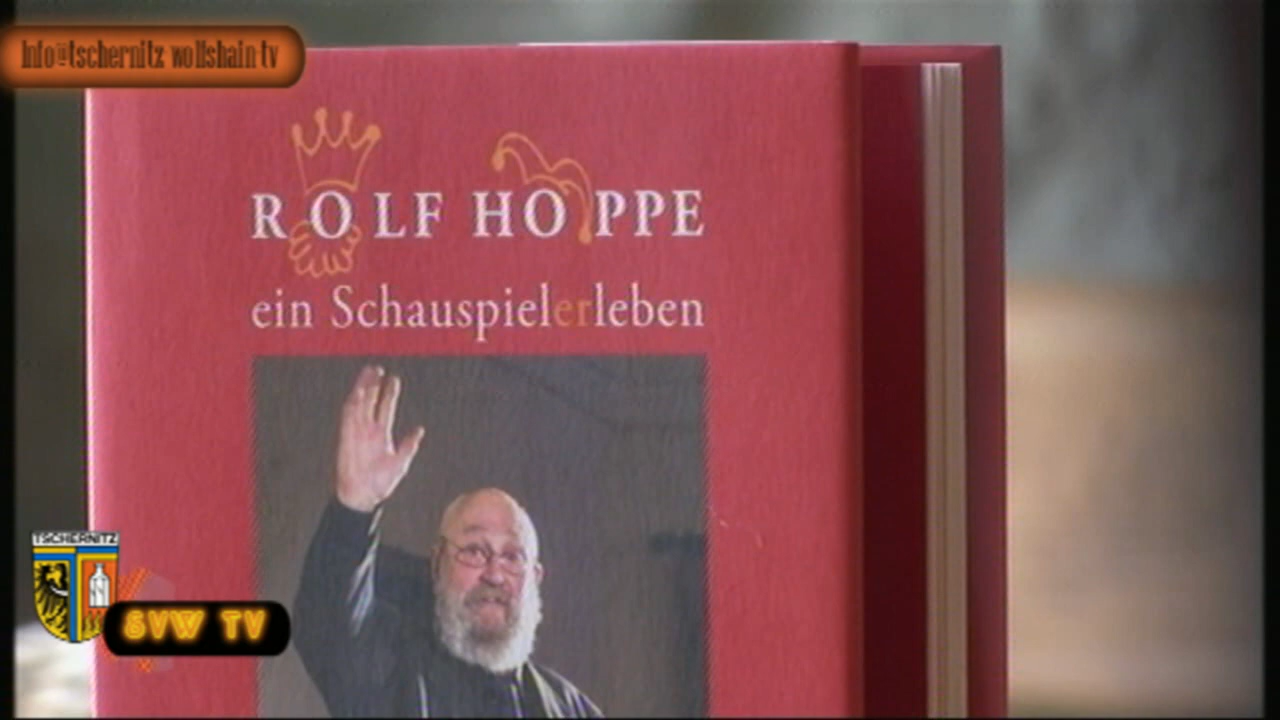 Info@tschernitz-wolfshain-tv
ROLF HOPPE
ein Schauspielerleben
TSCHERNITZ
SVW TV